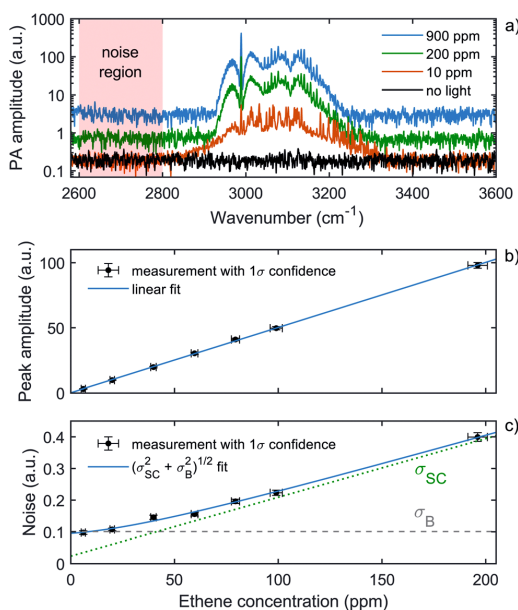 a)
PA amplitude (a.u.)
1000
100
10
1
0.1
noise
region
900 ppm
200 ppm
10 ppm
no light
2600 2800 3000 3200 3400 3600
Wavenumber (cm⁻¹)
b)
Peak amplitude (a.u.)
100
50
0
measurement with 1σ confidence
linear fit
c)
Noise (a.u.)
0.4
0.3
0.2
0.1
0
measurement with 1σ confidence
(σ²SC + σ²B)^1/2 fit
σSC
σB
0 50 100 150 200
Ethene concentration (ppm)